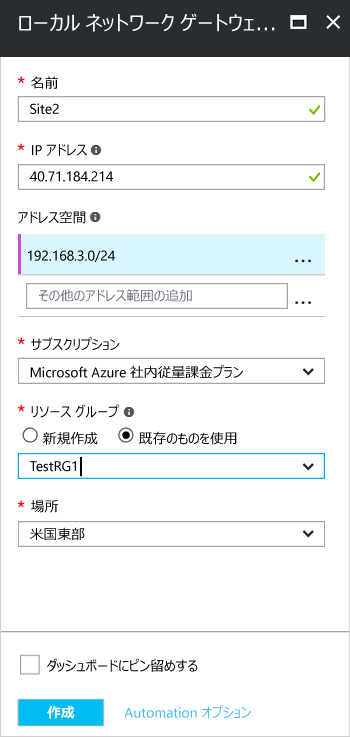 ローカル ネットワーク ゲートウェ...
* 名前
Site2
* IP アドレス
40.71.184.214
アドレス空間
192.168.3.0/24
...
その他のアドレス範囲の追加
...
* サブスクリプション
Microsoft Azure 社内従量課金プラン
* リソース グループ
新規作成 既存のものを使用
TestRG1
* 場所
米国東部
ダッシュボードにピン留めする
作成 Automation オプション